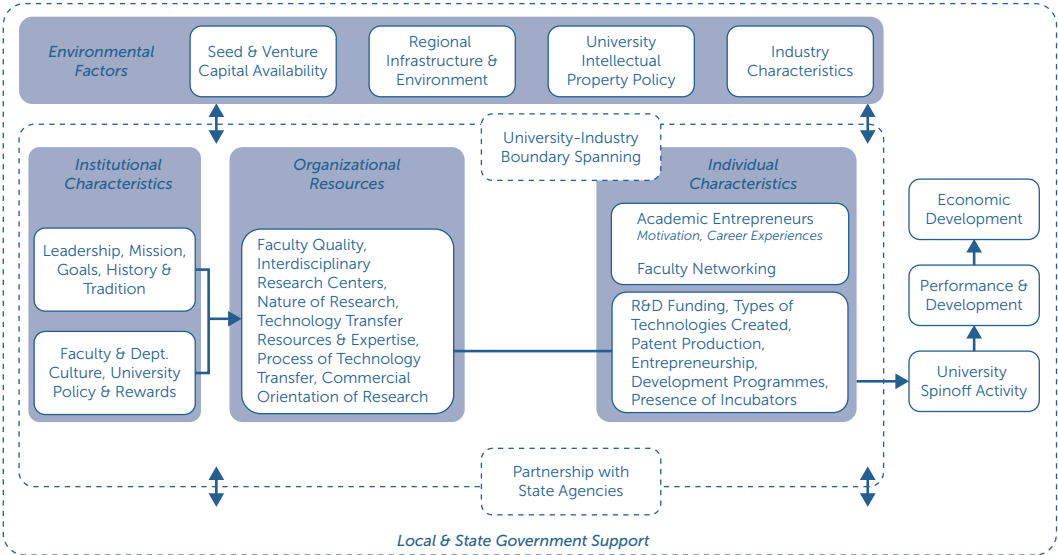 Environmental
Factors
Seed & Venture
Capital Availability
Regional
Infrastructure &
Environment
University
Intellectual
Property Policy
Industry
Characteristics
University-Industry
Boundary Spanning
Institutional
Characteristics
Leadership, Mission,
Goals, History &
Tradition
Faculty & Dept.
Culture, University
Policy & Rewards
Organizational
Resources
Faculty Quality,
Interdisciplinary
Research Centers,
Nature of Research,
Technology Transfer
Resources & Expertise,
Process of Technology
Transfer, Commercial
Orientation of Research
Individual
Characteristics
Academic Entrepreneurs
Motivation, Career Experiences
Faculty Networking
R&D Funding, Types of
Technologies Created,
Patent Production,
Entrepreneurship,
Development Programmes,
Presence of Incubators
Economic
Development
Performance &
Development
University
Spinoff Activity
Partnership with
State Agencies
Local & State Government Support